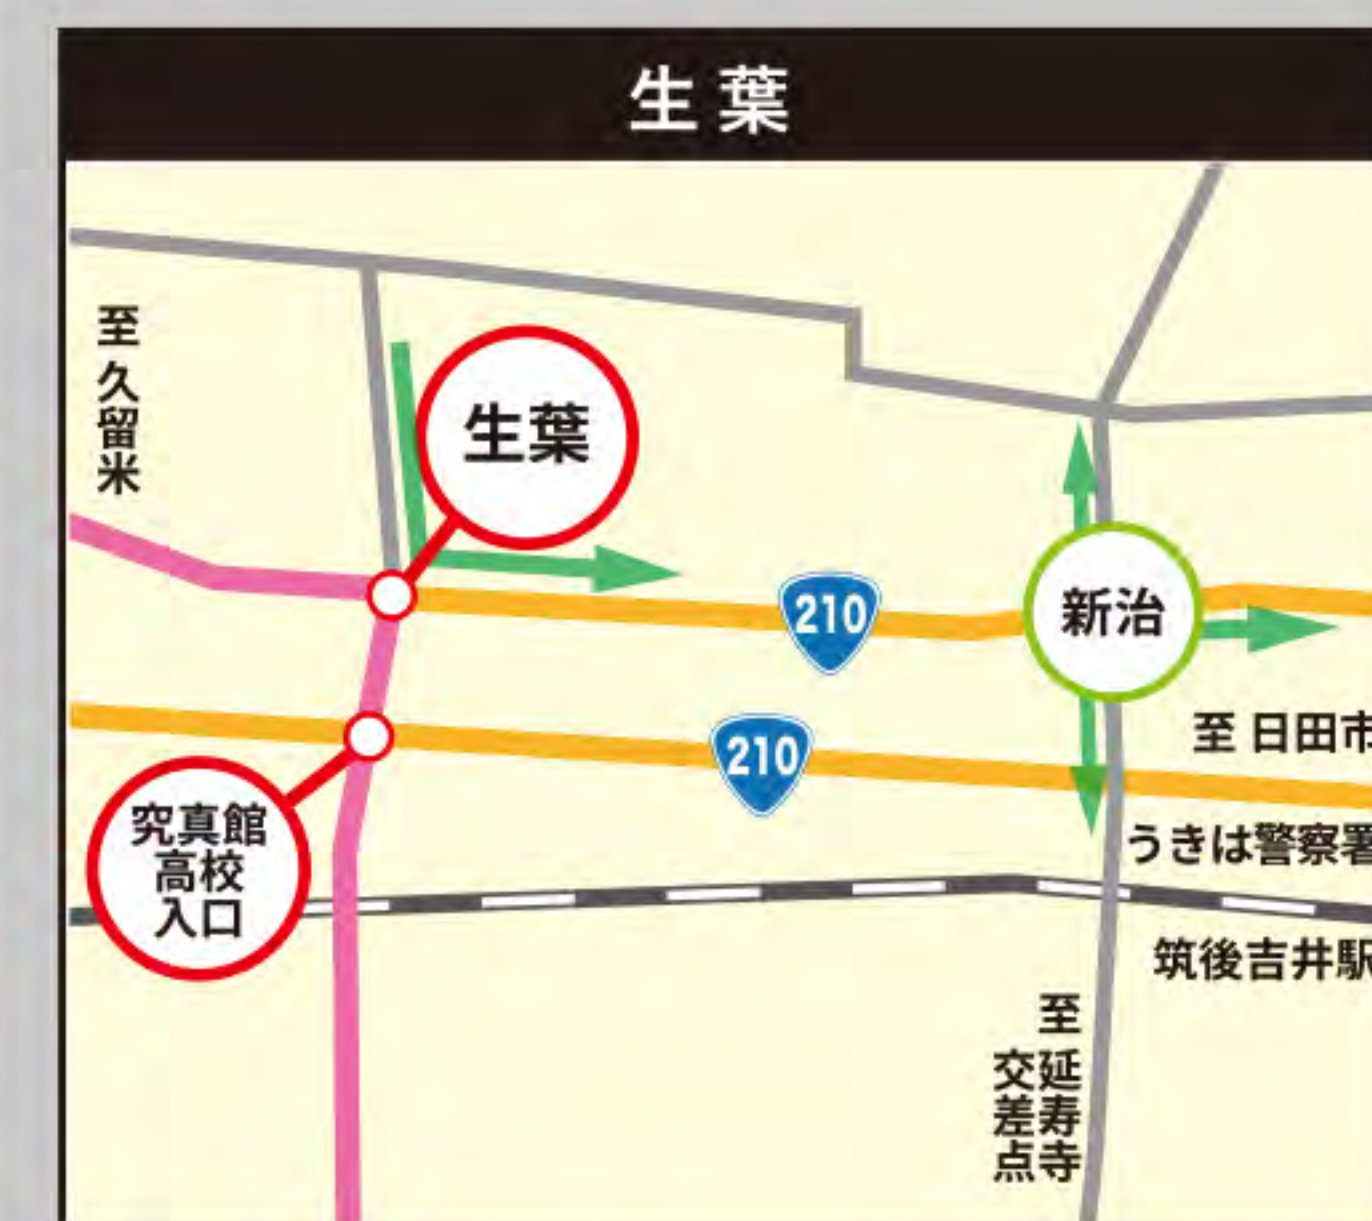 生葉
至 久留米
生葉
210
新治
210
至 日田市
究真館
高校
入口
うきは警察署
筑後吉井駅
至 延寿寺
交差点